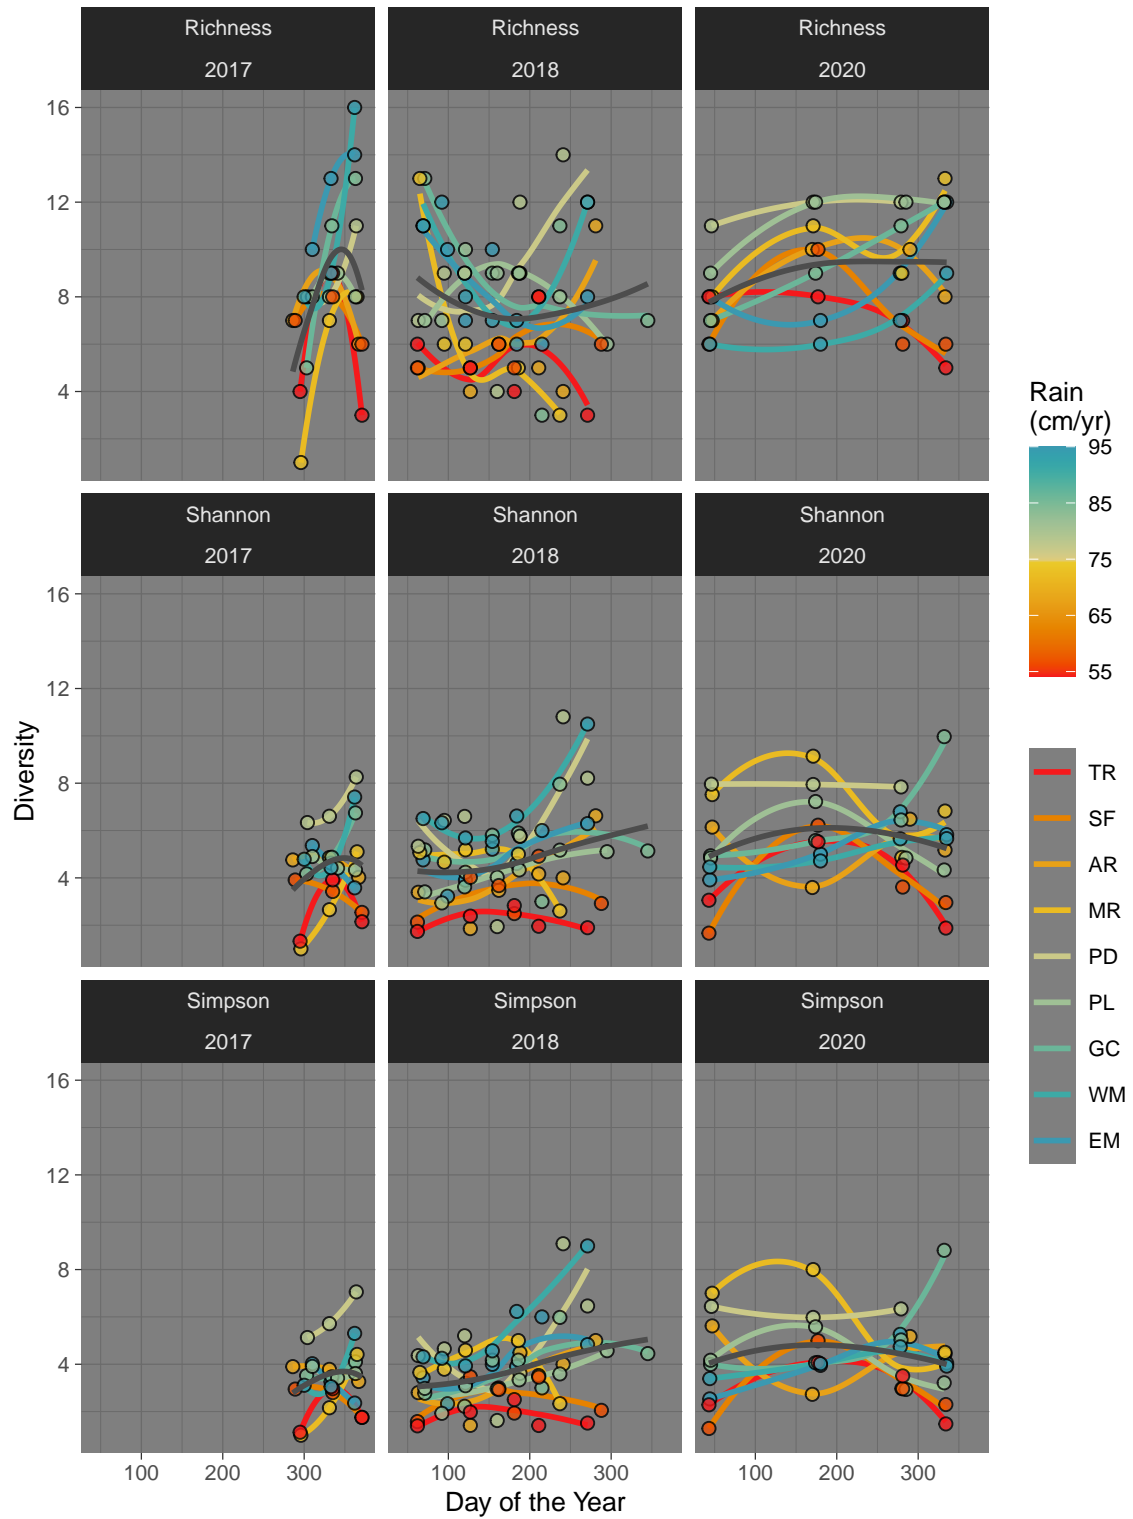 Richness
2017
Richness
2018
Richness
2020
16
12
8
4
Shannon
2017
Shannon
2018
Shannon
2020
16
12
8
4
Simpson
2017
Simpson
2018
Simpson
2020
16
12
8
4
100 200 300 100 200 300 100 200 300
Day of the Year
Diversity
Rain
(cm/yr)
95
85
75
65
55
TR
SF
AR
MR
PD
PL
GC
WM
EM